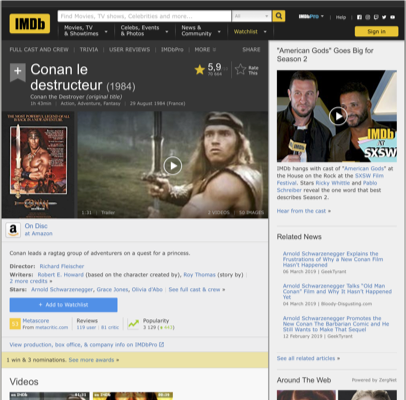 IMDb
Find Movies, TV shows, Celebrities and more...
All
IMDbPro
Help
Movies, TV
& Showtimes
Celebs, Events
& Photos
News &
Community
Watchlist
Sign in
FULL CAST AND CREW | TRIVIA | USER REVIEWS | IMDbPro | MORE
SHARE
Conan le
destructeur (1984)
Conan the Destroyer (original title)
1h 43min | Action, Adventure, Fantasy | 29 August 1984 (France)
5,9
Rate
This
1:31 | Trailer
2 VIDEOS
On Disc
at Amazon
Conan leads a ragtag group of adventurers on a quest for a princess.
Director: Richard Fleischer
Writers: Robert E. Howard (based on the character created by), Roy Thomas (story by) |
2 more credits »
Stars: Arnold Schwarzenegger, Grace Jones, Olivia d'Abo | See full cast & crew »
+ Add to Watchlist
Metascore
From metacritic.com
Reviews
119 user | 81 critic
Popularity
3 129
View production, box office, & company info on IMDbPro
1 win & 3 nominations. See more awards »
Videos
"American Gods" Goes Big for
Season 2
IMDb
AT
SXSW
IMDb hangs with cast of "American Gods" at
the House on the Rock at the SXSW
Film Festival. Stars Ricky Whittle and Pablo
Schreiber reveal the one word that best
describes Season 2.
Hear from the cast »
Related News
Arnold Schwarzenegger Explains the
Frustrations of Why a New Conan Film
Hasn't Happened
06 March 2019 | GeekTyrant
Arnold Schwarzenegger Talks "Old Man
Conan" Film and Why It Hasn't Happened
Yet
04 March 2019 | Bloody-Disgusting.com
Arnold Schwarzenegger Promotes the
New Conan The Barbarian Comic and He
Still Wants to Make That Sequel
12 February 2019 | GeekTyrant
See all related articles »
Around The Web
Powered by ZergNet